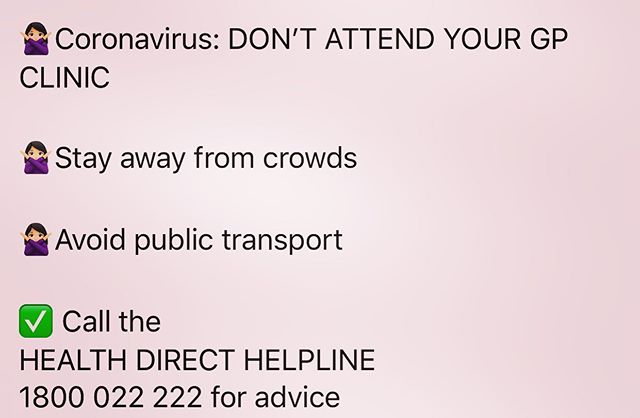 🙅🏻‍♀️Coronavirus: DON’T ATTEND YOUR GP
CLINIC
🙅🏻‍♀️Stay away from crowds
🙅🏻‍♀️Avoid public transport
✅ Call the
HEALTH DIRECT HELPLINE
1800 022 222 for advice